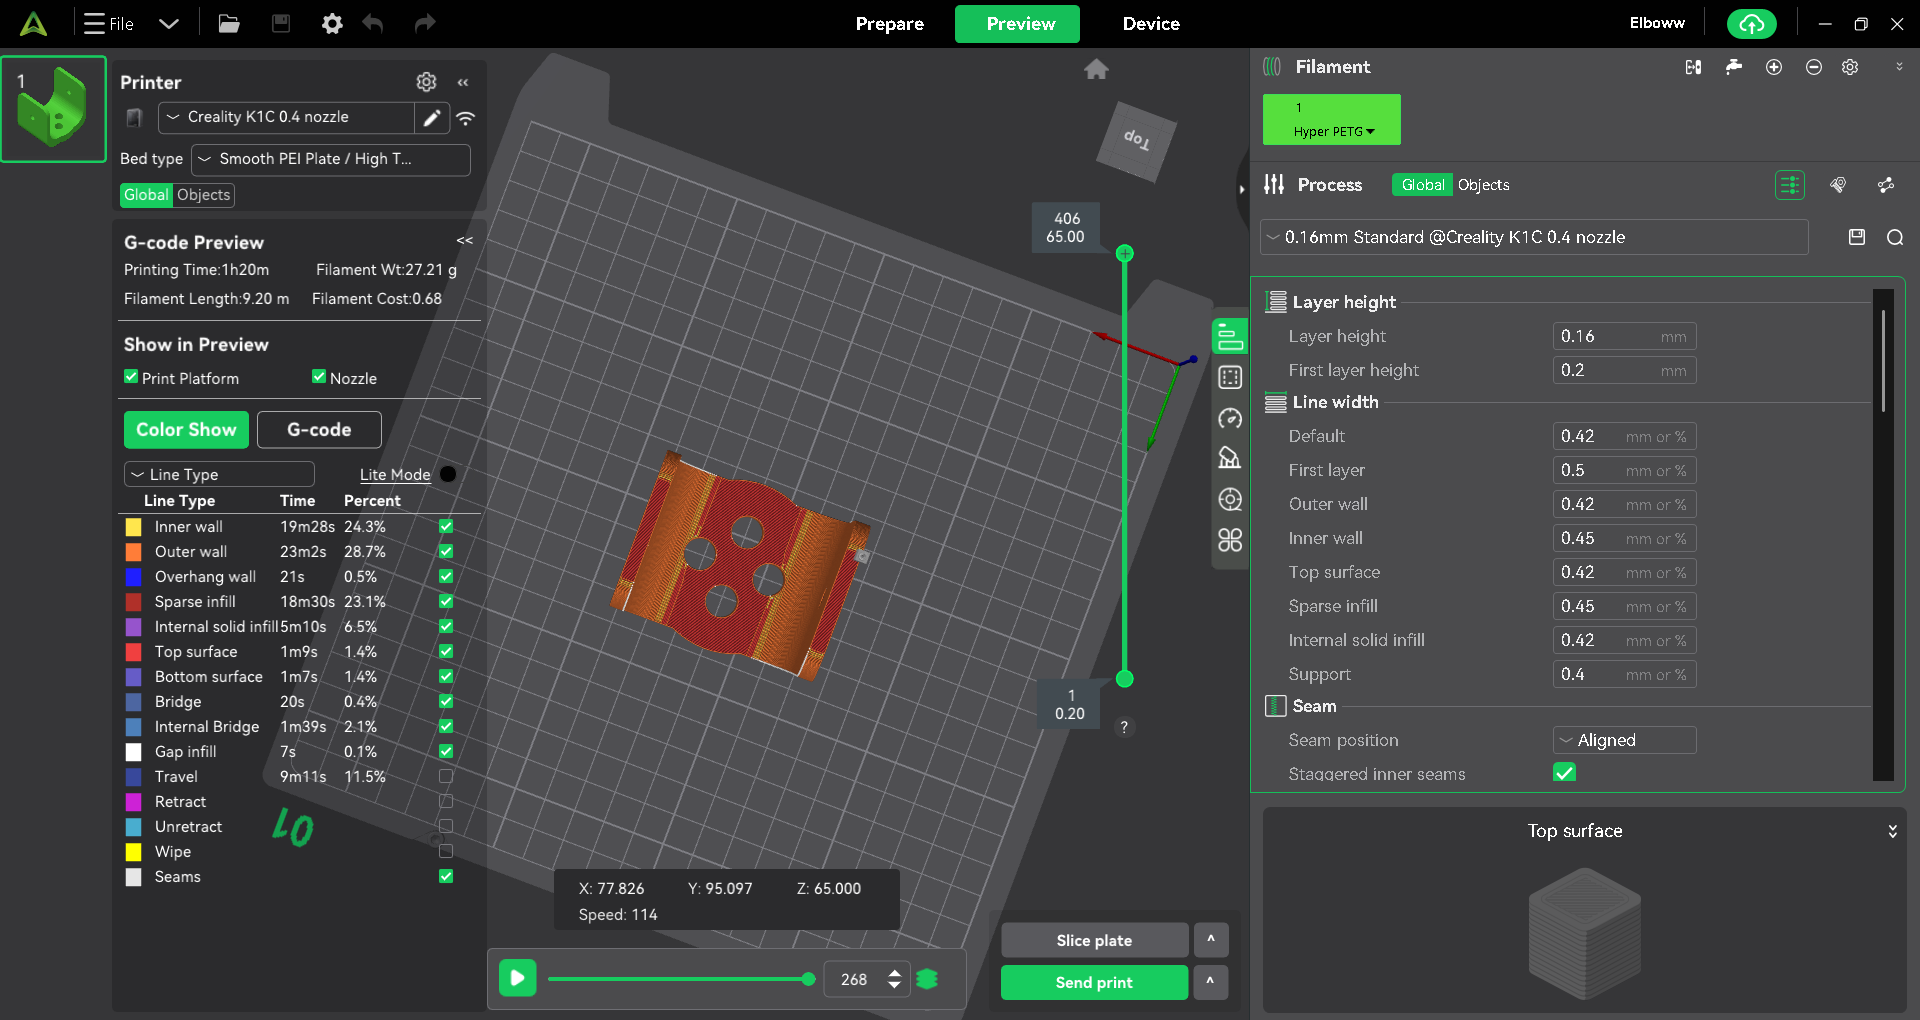 File
Prepare
Preview
Device
Elboww
1
Printer
Creality K1C 0.4 nozzle
Bed type
Smooth PEI Plate / High T...
Global
Objects
G-code Preview
<<
Printing Time:1h20m
Filament Wt:27.21 g
Filament Length:9.20 m
Filament Cost:0.68
Show in Preview
Print Platform
Nozzle
Color Show
G-code
Line Type
Lite Mode
Line Type Time Percent
Inner wall 19m28s 24.3%
Outer wall 23m2s 28.7%
Overhang wall 21s 0.5%
Sparse infill 18m30s 23.1%
Internal solid infill 5m10s 6.5%
Top surface 1m9s 1.4%
Bottom surface 1m7s 1.4%
Bridge 20s 0.4%
Internal Bridge 1m39s 2.1%
Gap infill 7s 0.1%
Travel 9m11s 11.5%
Retract
Unretract
Wipe
Seams
01
Top
406
65.00
1
0.20
?
X: 77.826 Y: 95.097 Z: 65.000
Speed: 114
268
Slice plate
^
Send print
^
Filament
1
Hyper PETG
Process
Global
Objects
0.16mm Standard @Creality K1C 0.4 nozzle
Layer height
Layer height 0.16 mm
First layer height 0.2 mm
Line width
Default 0.42 mm or %
First layer 0.5 mm or %
Outer wall 0.42 mm or %
Inner wall 0.45 mm or %
Top surface 0.42 mm or %
Sparse infill 0.45 mm or %
Internal solid infill 0.42 mm or %
Support 0.4 mm or %
Seam
Seam position Aligned
Staggered inner seams
Top surface